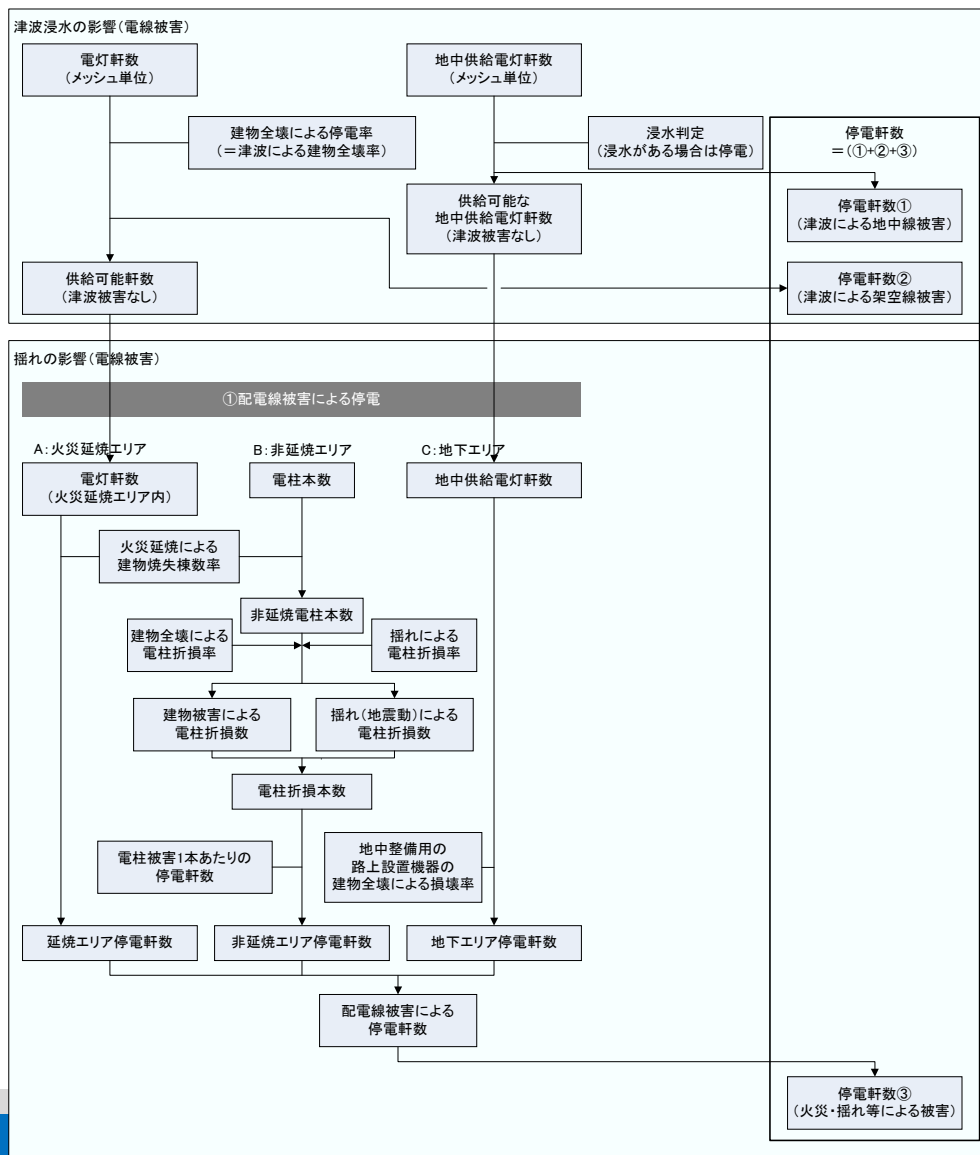 津波浸水の影響(電線被害)
電灯軒数
(メッシュ単位)
地中供給電灯軒数
(メッシュ単位)
建物全壊による停電率
(=津波による建物全壊率)
浸水判定
(浸水がある場合は停電)
停電軒数
=(①+②+③)
供給可能な
地中供給電灯軒数
(津波被害なし)
停電軒数①
(津波による地中線被害)
供給可能軒数
(津波被害なし)
停電軒数②
(津波による架空線被害)
揺れの影響(電線被害)
①配電線被害による停電
A:火災延焼エリア
B:非延焼エリア
C:地下エリア
電灯軒数
(火災延焼エリア内)
電柱本数
地中供給電灯軒数
火災延焼による
建物焼失棟数率
非延焼電柱本数
建物全壊による
電柱折損率
揺れによる
電柱折損率
建物被害による
電柱折損数
揺れ(地震動)による
電柱折損数
電柱折損本数
電柱被害1本あたりの
停電軒数
地中整備用の
路上設置機器の
建物全壊による損壊率
延焼エリア停電軒数
非延焼エリア停電軒数
地下エリア停電軒数
配電線被害による
停電軒数
停電軒数③
(火災・揺れ等による被害)